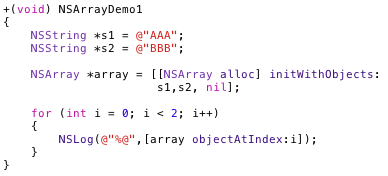 +(void) NSArrayDemo1
{
    NSString *s1 = @"AAA";
    NSString *s2 = @"BBB";

    NSArray *array = [[NSArray alloc] initWithObjects:
                      s1,s2, nil];

    for (int i = 0; i < 2; i++)
    {
        NSLog(@"%@",[array objectAtIndex:i]);
    }
}